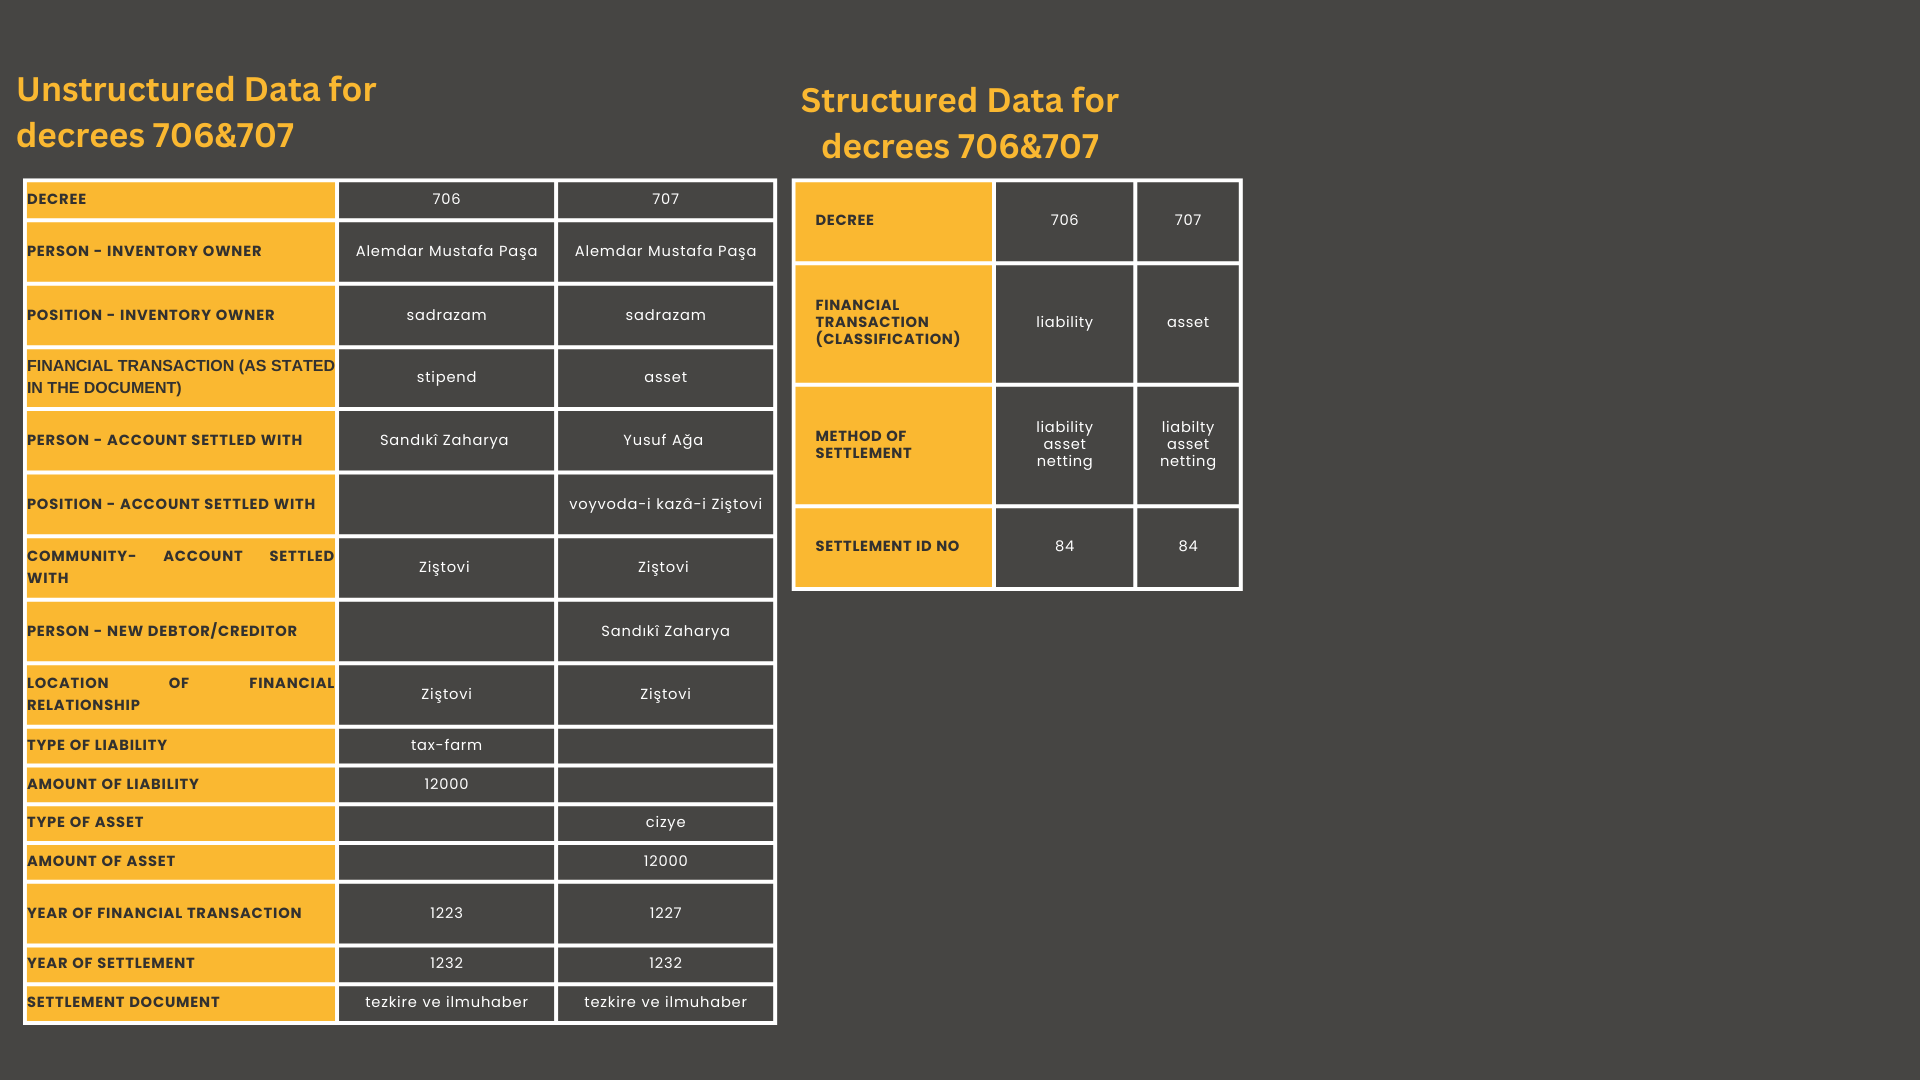 Unstructured Data for
decrees 706&707
DECREE 706 707
PERSON - INVENTORY OWNER Alemdar Mustafa Paşa Alemdar Mustafa Paşa
POSITION - INVENTORY OWNER sadrazam sadrazam
FINANCIAL TRANSACTION (AS STATED
IN THE DOCUMENT) stipend asset
PERSON - ACCOUNT SETTLED WITH Sandıkî Zaharya Yusuf Ağa
POSITION - ACCOUNT SETTLED WITH voyvoda-i kazâ-i Ziştovi
COMMUNITY- ACCOUNT SETTLED
WITH Ziştovi Ziştovi
PERSON - NEW DEBTOR/CREDITOR Sandıkî Zaharya
LOCATION OF FINANCIAL
RELATIONSHIP Ziştovi Ziştovi
TYPE OF LIABILITY tax-farm
AMOUNT OF LIABILITY 12000
TYPE OF ASSET cizye
AMOUNT OF ASSET 12000
YEAR OF FINANCIAL TRANSACTION 1223 1227
YEAR OF SETTLEMENT 1232 1232
SETTLEMENT DOCUMENT tezkire ve ilmuhaber tezkire ve ilmuhaber
Structured Data for
decrees 706&707
DECREE 706 707
FINANCIAL
TRANSACTION
(CLASSIFICATION) liability asset
METHOD OF
SETTLEMENT
liability
asset
netting
liabilty
asset
netting
SETTLEMENT ID NO 84 84